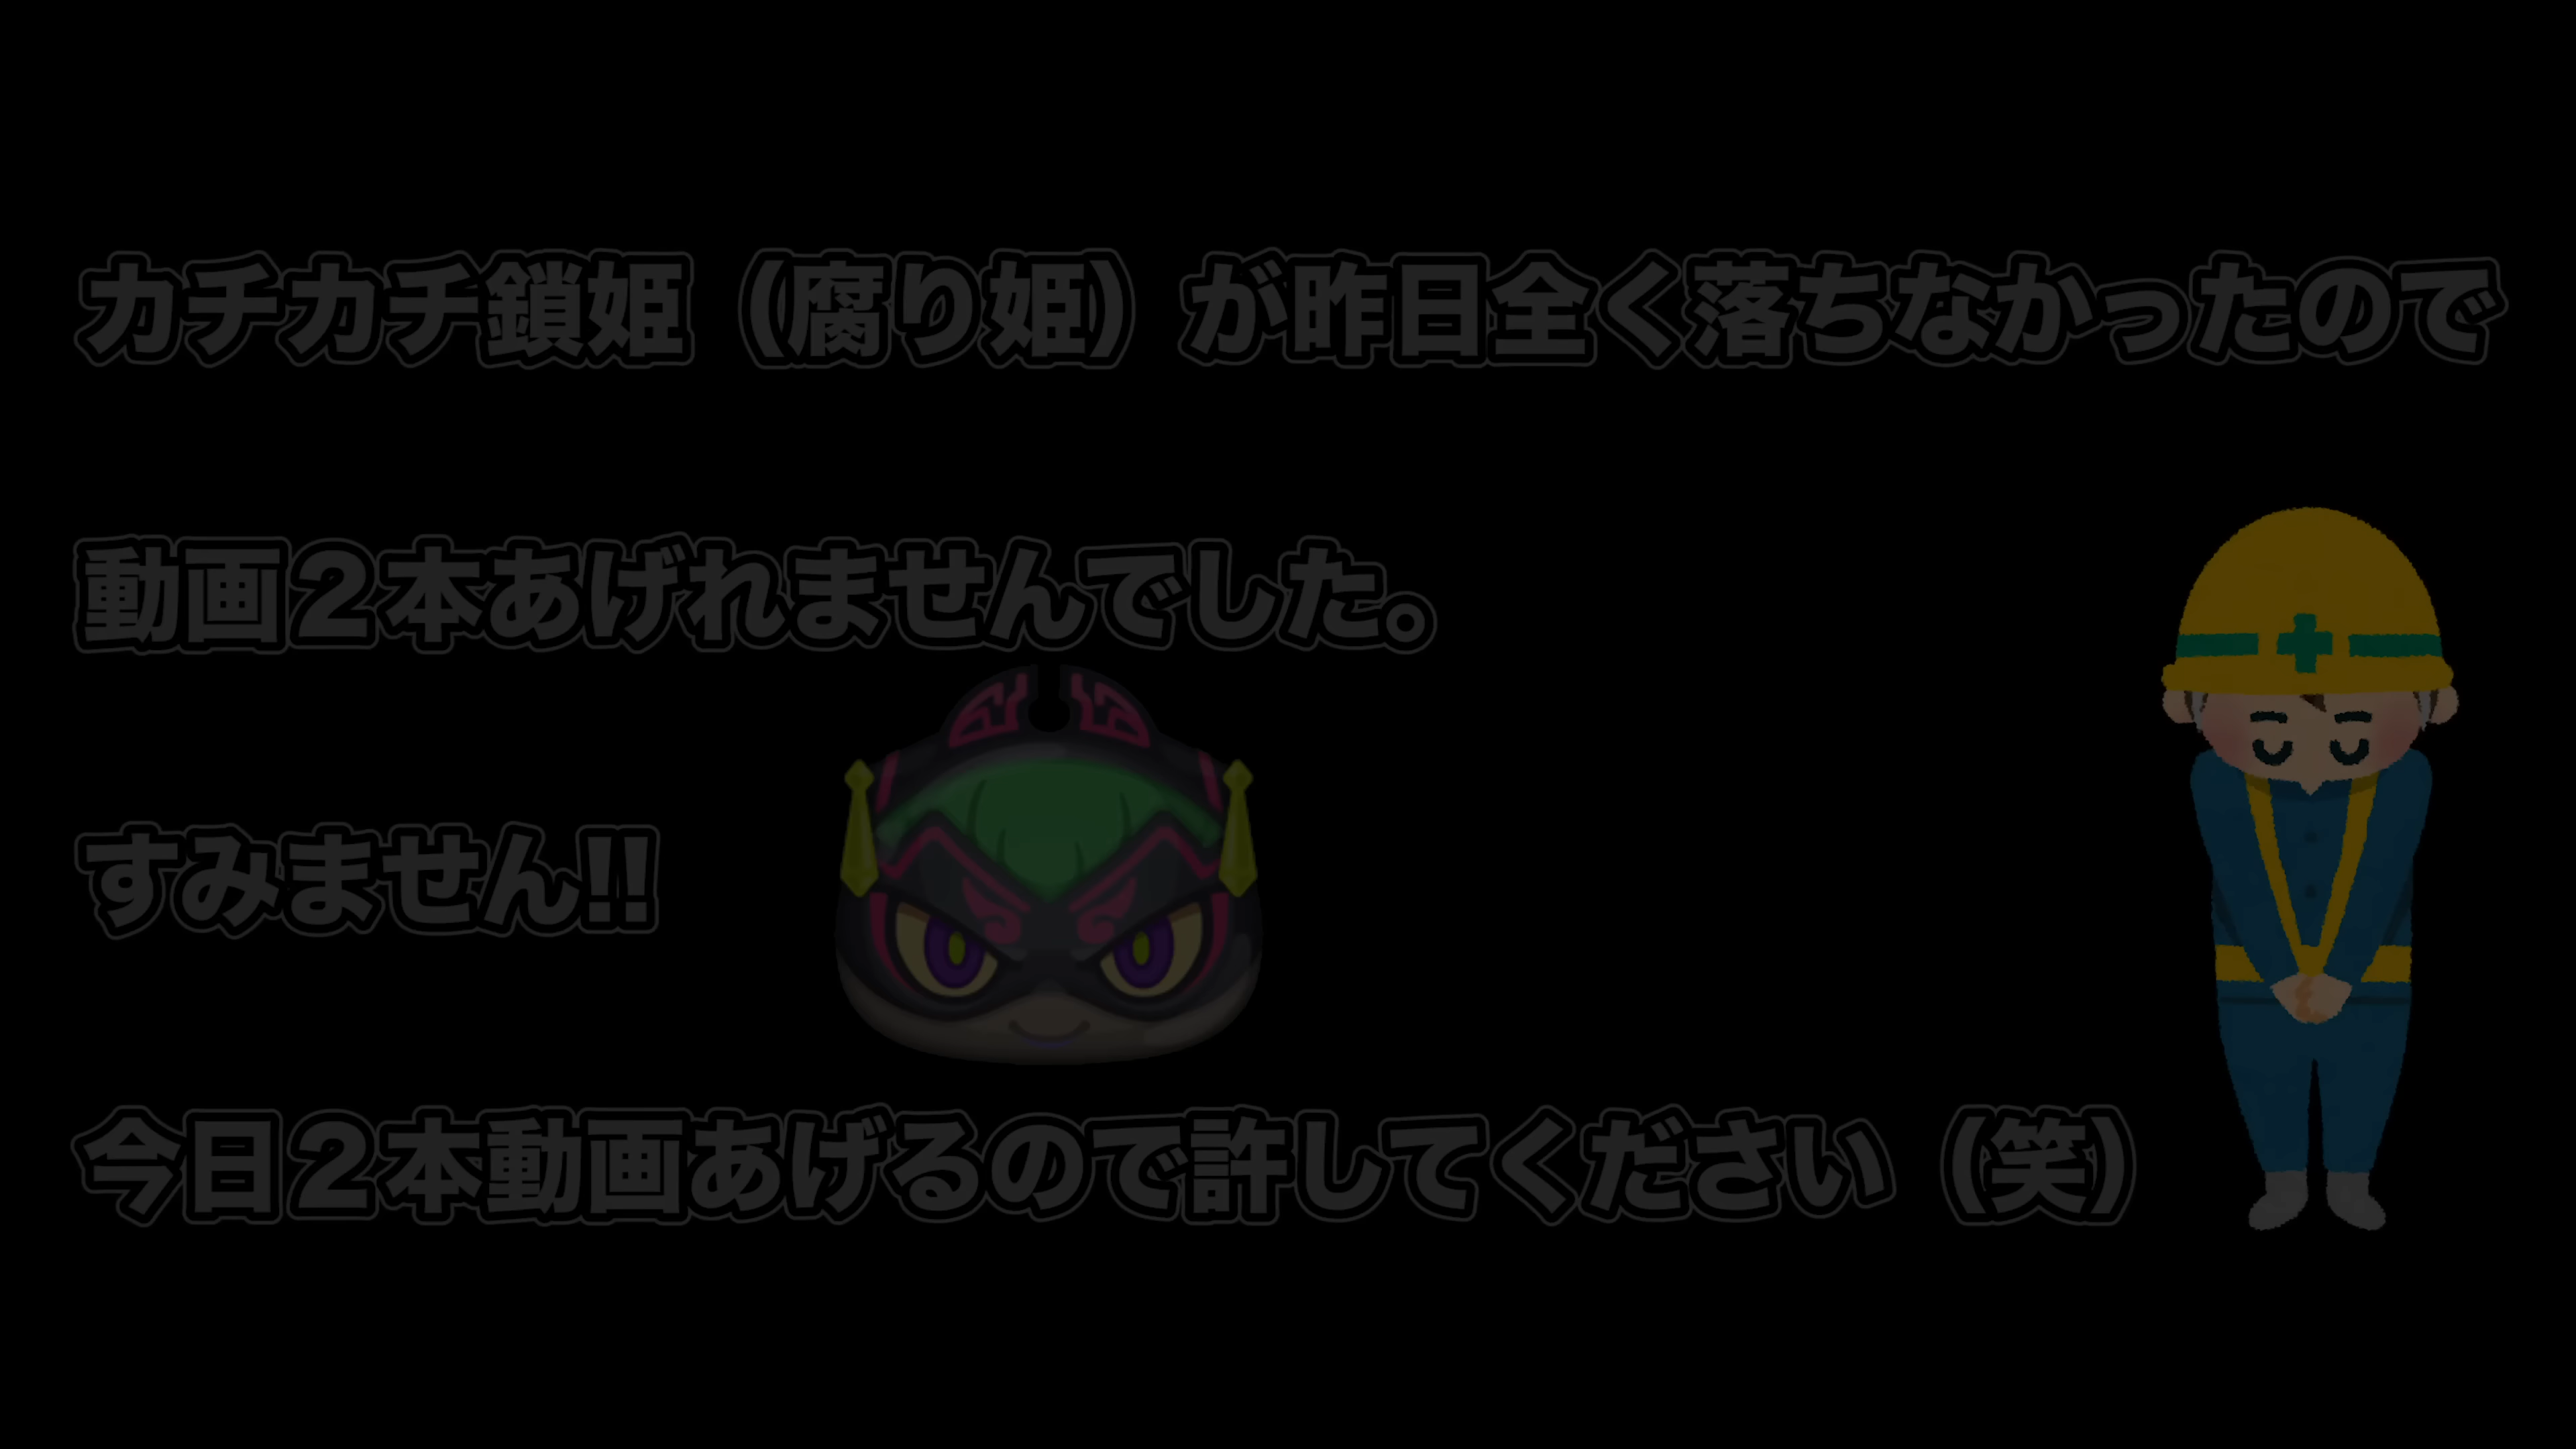 カチカチ鎖姫（腐り姫）が昨日全く落ちなかったので
動画２本あげれませんでした。
すみません!!
今日２本動画あげるので許してください（笑）